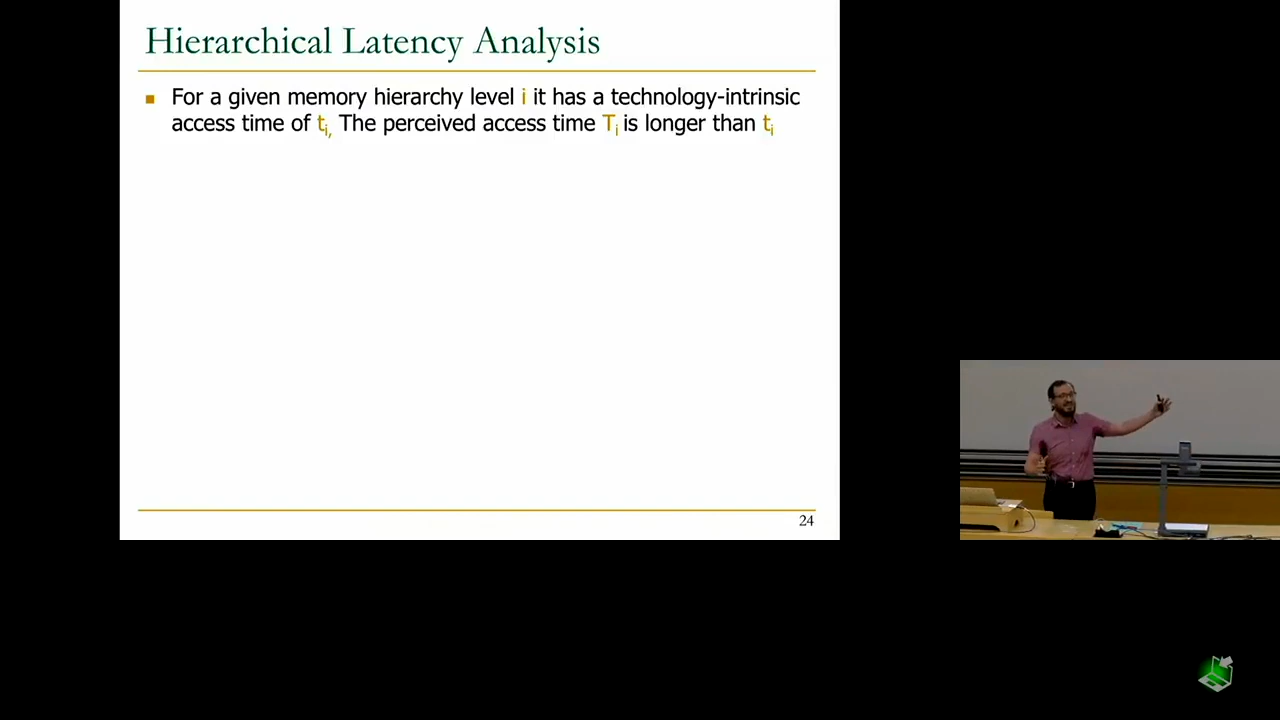 Hierarchical Latency Analysis
For a given memory hierarchy level i it has a technology-intrinsic
access time of ti, The perceived access time Ti is longer than ti
24